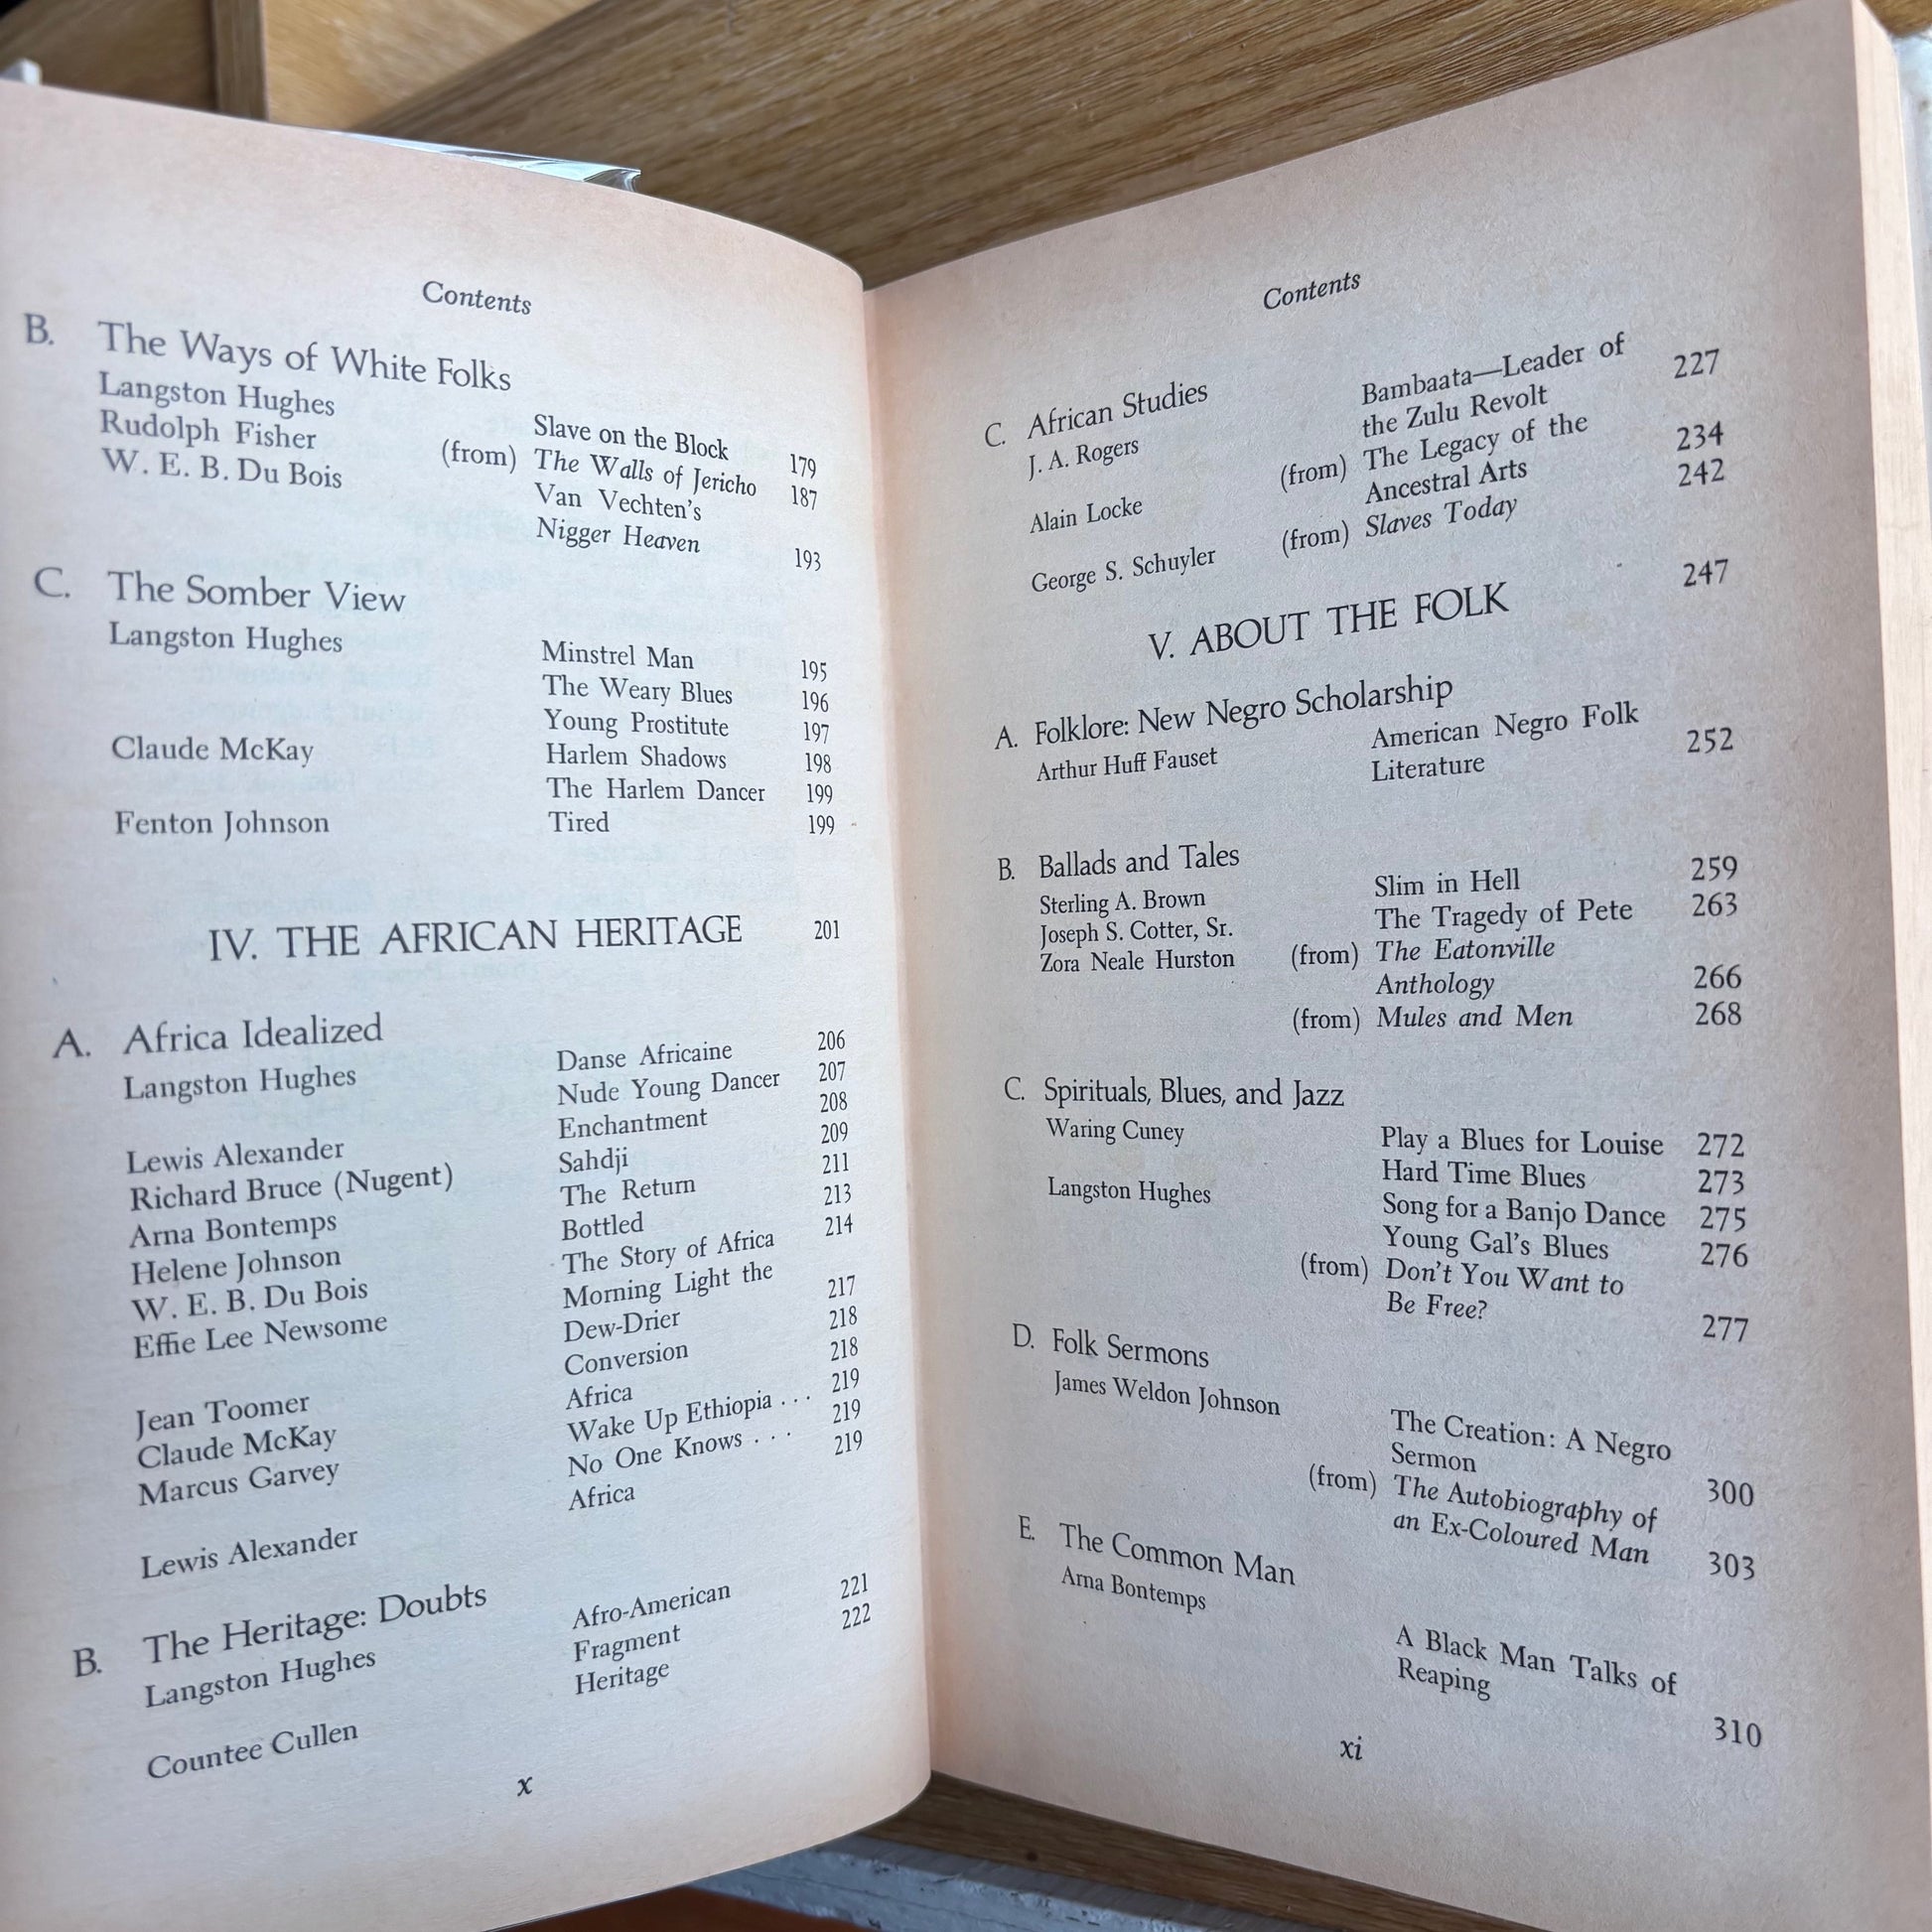 Contents
B. The Ways of White Folks
Langston Hughes Slave on the Block 179
Rudolph Fisher (from) The Walls of Jericho 187
W. E. B. Du Bois Van Vechten's
Nigger Heaven 193
C. The Somber View
Langston Hughes Minstrel Man 195
The Weary Blues 196
Young Prostitute 197
Claude McKay Harlem Shadows 198
The Harlem Dancer 199
Fenton Johnson Tired 199
IV. THE AFRICAN HERITAGE 201
A. Africa Idealized
Langston Hughes Danse Africaine 206
Nude Young Dancer 207
Lewis Alexander Enchantment 208
Richard Bruce (Nugent) Sahdji 209
Arna Bontemps The Return 211
Helene Johnson Bottled 213
W. E. B. Du Bois The Story of Africa 214
Effie Lee Newsome Morning Light the
Dew-Drier 217
Jean Toomer Conversion 218
Claude McKay Africa 218
Marcus Garvey Wake Up Ethiopia . . . 219
No One Knows . . . 219
Lewis Alexander Africa 219
B. The Heritage: Doubts
Langston Hughes Afro-American
Fragment 221
Countee Cullen Heritage 222
x
Contents
C. African Studies
J. A. Rogers Bambaata—Leader of
the Zulu Revolt 227
Alain Locke (from) The Legacy of the
Ancestral Arts 234
George S. Schuyler (from) Slaves Today 242
V. ABOUT THE FOLK 247
A. Folklore: New Negro Scholarship
Arthur Huff Fauset American Negro Folk
Literature 252
B. Ballads and Tales
Sterling A. Brown Slim in Hell 259
Joseph S. Cotter, Sr. The Tragedy of Pete 263
Zora Neale Hurston (from) The Eatonville
Anthology 266
(from) Mules and Men 268
C. Spirituals, Blues, and Jazz
Waring Cuney Play a Blues for Louise 272
Hard Time Blues 273
Langston Hughes Song for a Banjo Dance 275
Young Gal's Blues 276
(from) Don't You Want to
Be Free? 277
D. Folk Sermons
James Weldon Johnson The Creation: A Negro
Sermon 300
(from) The Autobiography of
an Ex-Coloured Man 303
E. The Common Man
Arna Bontemps A Black Man Talks of
Reaping 310
xi